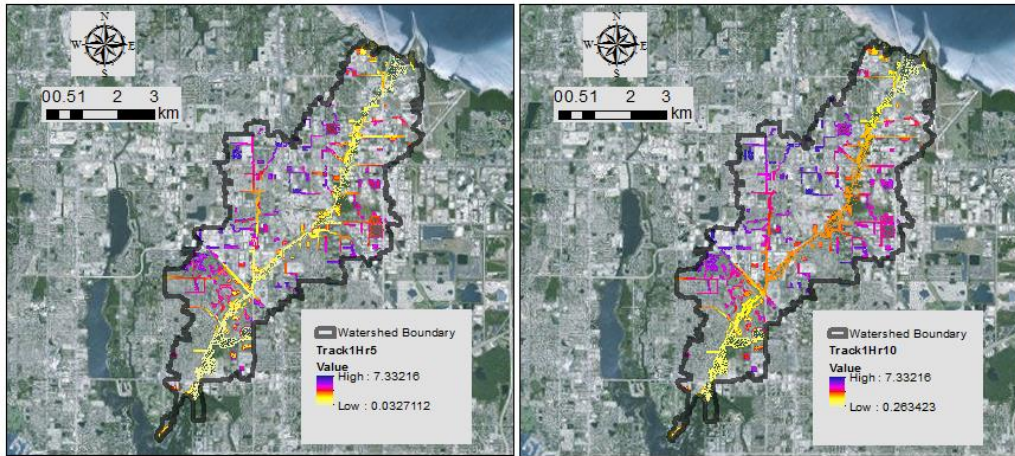 N
W E
S
00.51 2 3
km
Watershed Boundary
Track1Hr5
Value
High : 7.33216
Low : 0.0327112
N
W E
S
00.51 2 3
km
Watershed Boundary
Track1Hr10
Value
High : 7.33216
Low : 0.263423